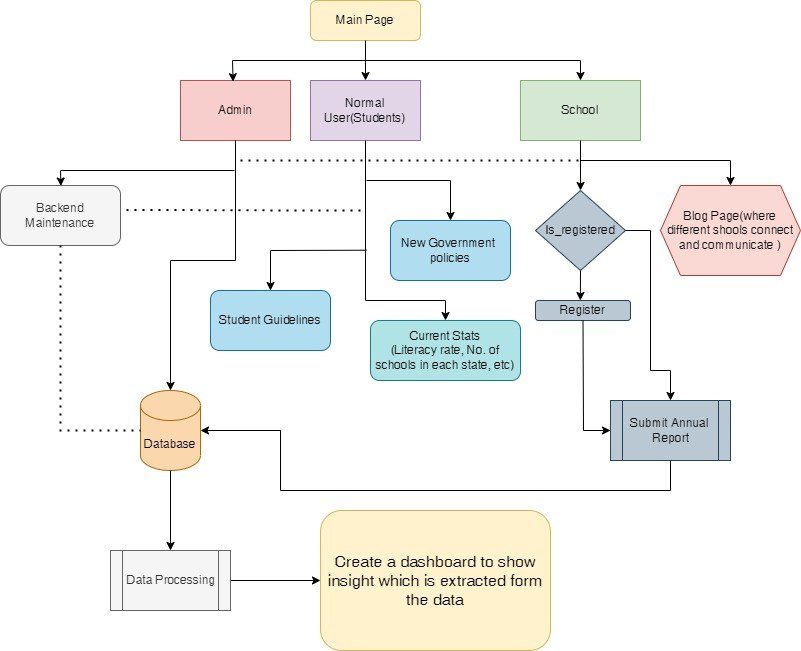 Main Page
Admin
Normal
User(Students)
School
Backend
Maintenance
New Government
policies
Is_registered
Blog Page(where
different shools connect
and communicate )
Student Guidelines
Register
Current Stats
(Literacy rate, No. of
schools in each state, etc)
Database
Submit Annual
Report
Data Processing
Create a dashboard to show
insight which is extracted form
the data